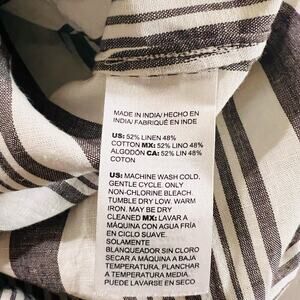 MADE IN INDIA/ HECHO EN
INDIA/ FABRIQUÉ EN INDE
US: 52% LINEN 48%
COTTON MX: 52% LINO 48%
ALGODÓN CA: 52% LIN 48%
COTON
US: MACHINE WASH COLD.
GENTLE CYCLE. ONLY
NON-CHLORINE BLEACH.
TUMBLE DRY LOW. WARM
IRON. MAY BE DRY
CLEANED MX: LAVAR A
MÁQUINA CON AGUA FRÍA
EN CICLO SUAVE.
SOLAMENTE
BLANQUEADOR SIN CLORO
SECAR A MÁQUINA A BAJA
TEMPERATURA. PLANCHAR
A TEMPERATURA MEDIA.
PUEDE LAVARSE EN SECO